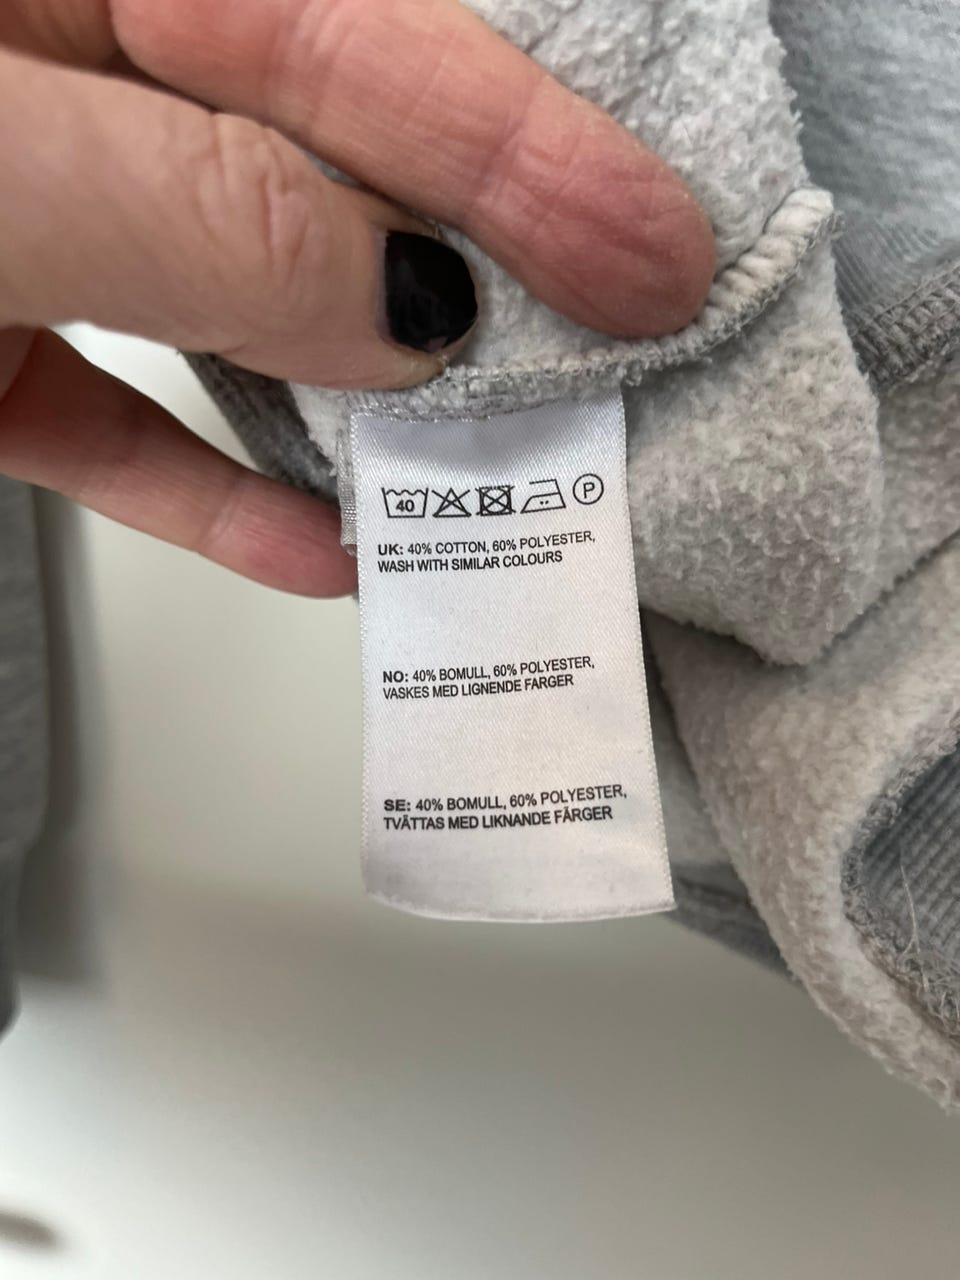 40 P
UK: 40% COTTON, 60% POLYESTER,
WASH WITH SIMILAR COLOURS
NO: 40% BOMULL, 60% POLYESTER,
VASKES MED LIGNENDE FARGER
SE: 40% BOMULL, 60% POLYESTER,
TVÄTTAS MED LIKNANDE FÄRGER